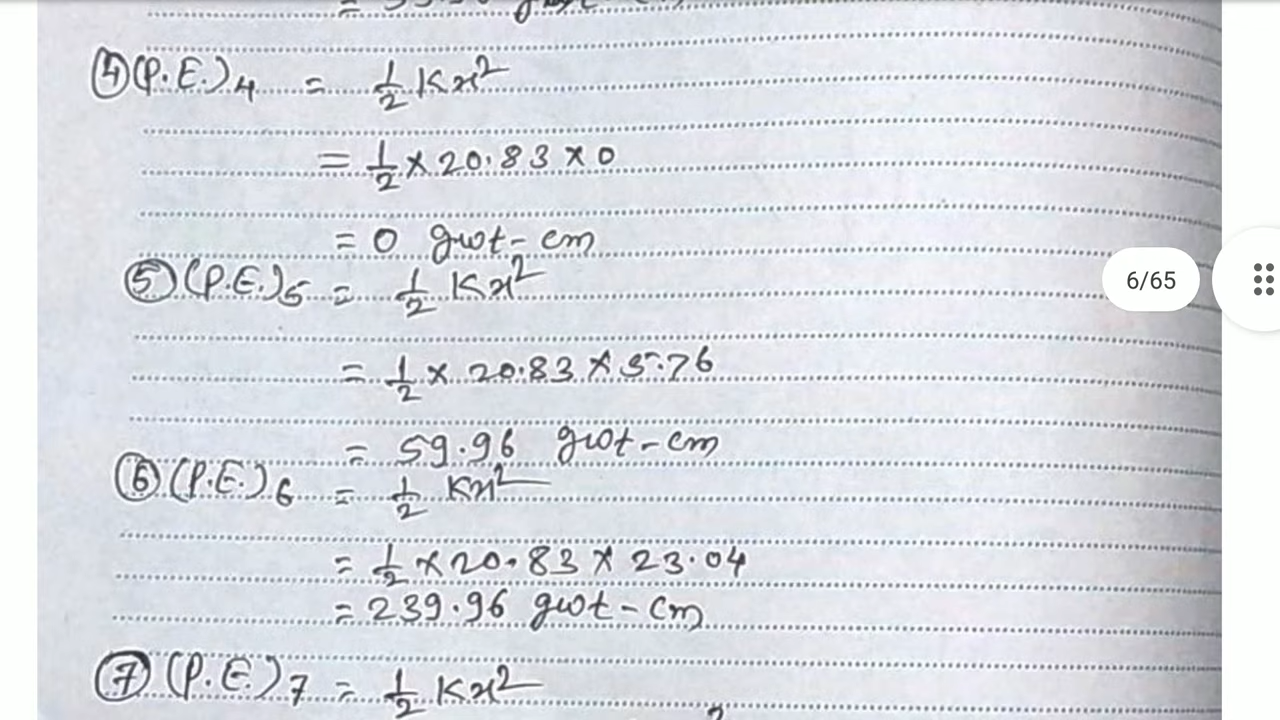 ④ (P.E.)4 = 1/2 Kx²
= 1/2 × 20.83 × 0
= 0 gwt-cm
⑤ (P.E.)5 = 1/2 Kx²
= 1/2 × 20.83 × 5.76
6/65
= 59.96 gwt-cm
⑥ (P.E.)6 = 1/2 Kx²
= 1/2 × 20.83 × 23.04
= 239.96 gwt-cm
⑦ (P.E.)7 = 1/2 Kx²